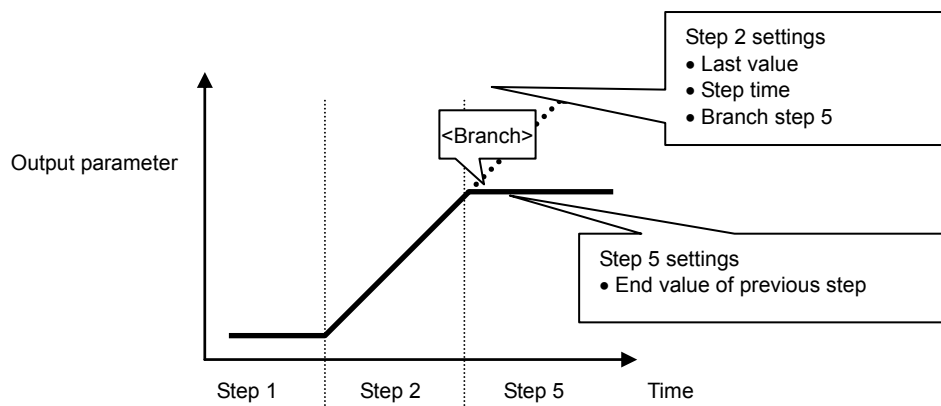 Step 2 settings
• Last value
• Step time
• Branch step 5
<Branch>
Output parameter
Step 5 settings
• End value of previous step
Step 1
Step 2
Step 5
Time